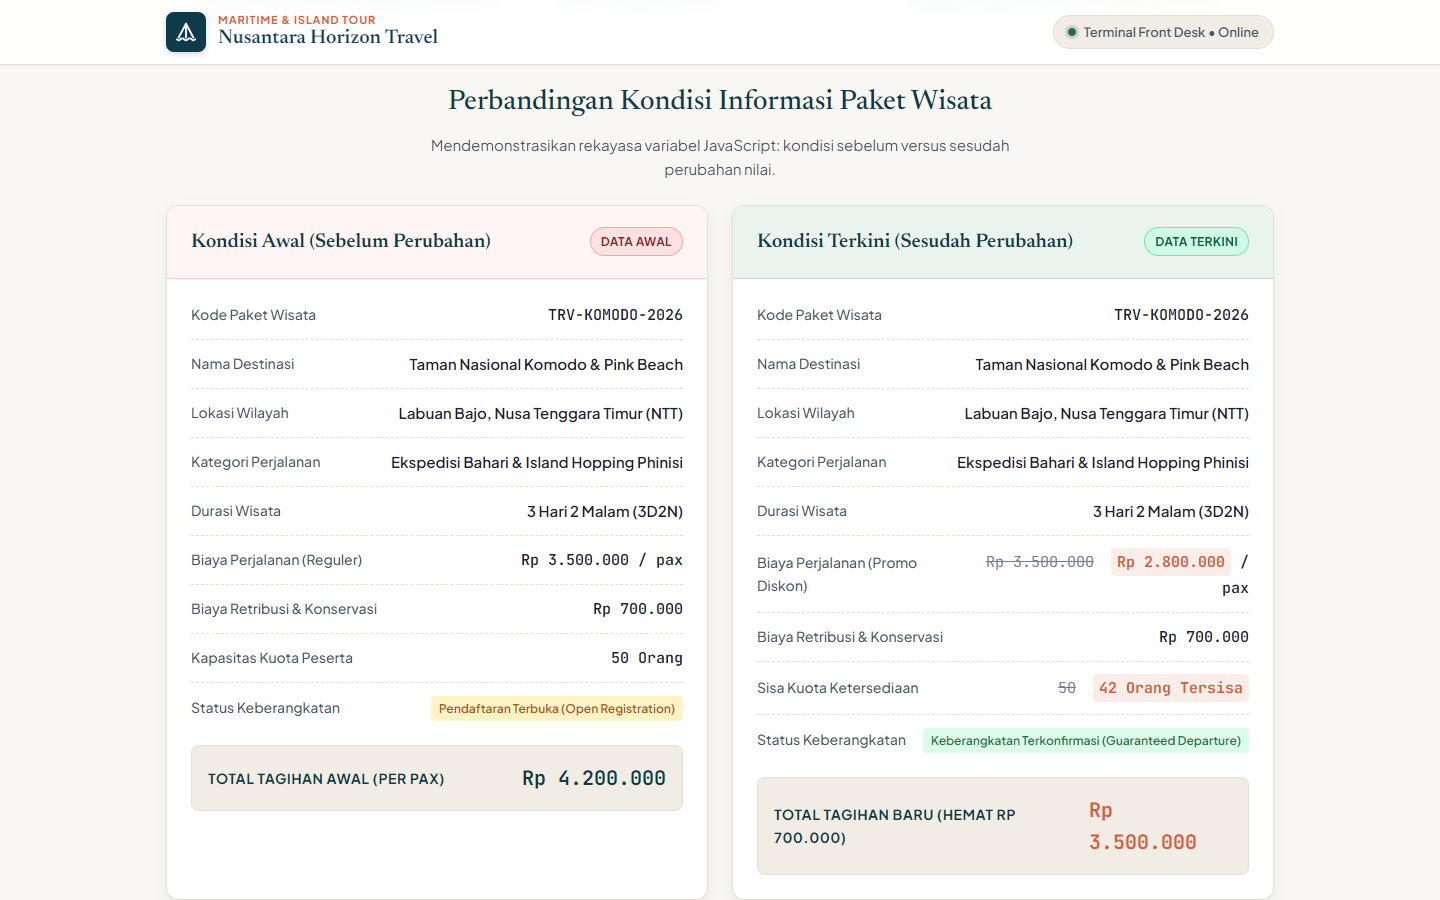 MARITIME & ISLAND TOUR
Nusantara Horizon Travel
Terminal Front Desk • Online
Perbandingan Kondisi Informasi Paket Wisata
Mendemonstrasikan rekayasa variabel JavaScript: kondisi sebelum versus sesudah
perubahan nilai.
Kondisi Awal (Sebelum Perubahan)
DATA AWAL
Kode Paket Wisata
TRV-KOMODO-2026
Nama Destinasi
Taman Nasional Komodo & Pink Beach
Lokasi Wilayah
Labuan Bajo, Nusa Tenggara Timur (NTT)
Kategori Perjalanan
Ekspedisi Bahari & Island Hopping Phinisi
Durasi Wisata
3 Hari 2 Malam (3D2N)
Biaya Perjalanan (Reguler)
Rp 3.500.000 / pax
Biaya Retribusi & Konservasi
Rp 700.000
Kapasitas Kuota Peserta
50 Orang
Status Keberangkatan
Pendaftaran Terbuka (Open Registration)
TOTAL TAGIHAN AWAL (PER PAX)
Rp 4.200.000
Kondisi Terkini (Sesudah Perubahan)
DATA TERKINI
Kode Paket Wisata
TRV-KOMODO-2026
Nama Destinasi
Taman Nasional Komodo & Pink Beach
Lokasi Wilayah
Labuan Bajo, Nusa Tenggara Timur (NTT)
Kategori Perjalanan
Ekspedisi Bahari & Island Hopping Phinisi
Durasi Wisata
3 Hari 2 Malam (3D2N)
Biaya Perjalanan (Promo
Diskon)
Rp 3.500.000 Rp 2.800.000 /
pax
Biaya Retribusi & Konservasi
Rp 700.000
Sisa Kuota Ketersediaan
50 42 Orang Tersisa
Status Keberangkatan
Keberangkatan Terkonfirmasi (Guaranteed Departure)
TOTAL TAGIHAN BARU (HEMAT RP
700.000)
Rp
3.500.000